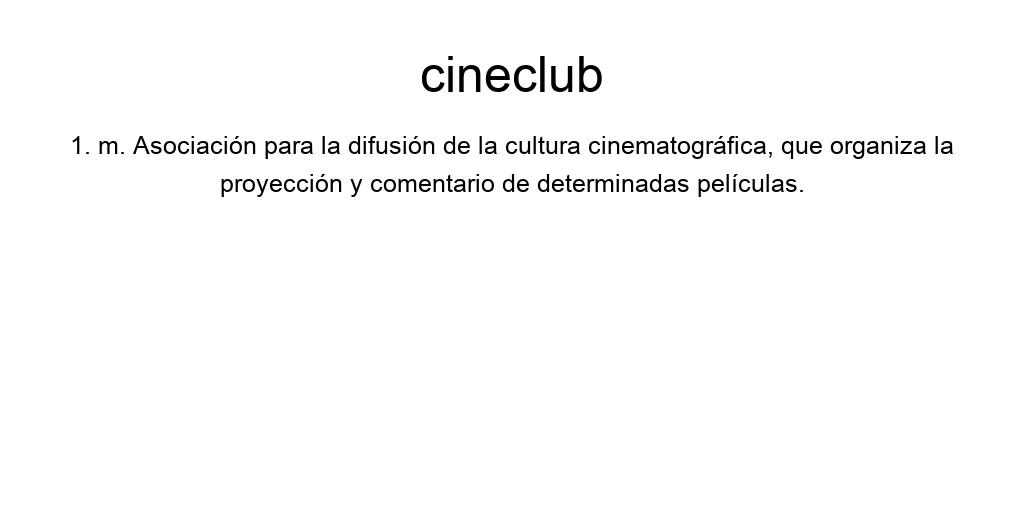 cineclub
1. m. Asociación para la difusión de la cultura cinematográfica, que organiza la
proyección y comentario de determinadas películas.